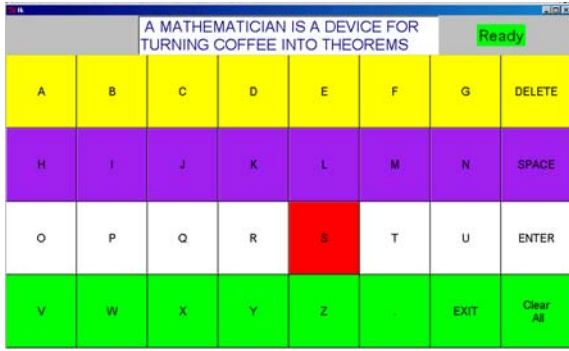 A MATHEMATICIAN IS A DEVICE FOR
TURNING COFFEE INTO THEOREMS
Ready
A B C D E F G DELETE
H I J K L M N SPACE
O P Q R S T U ENTER
V W X Y Z . EXIT Clear All